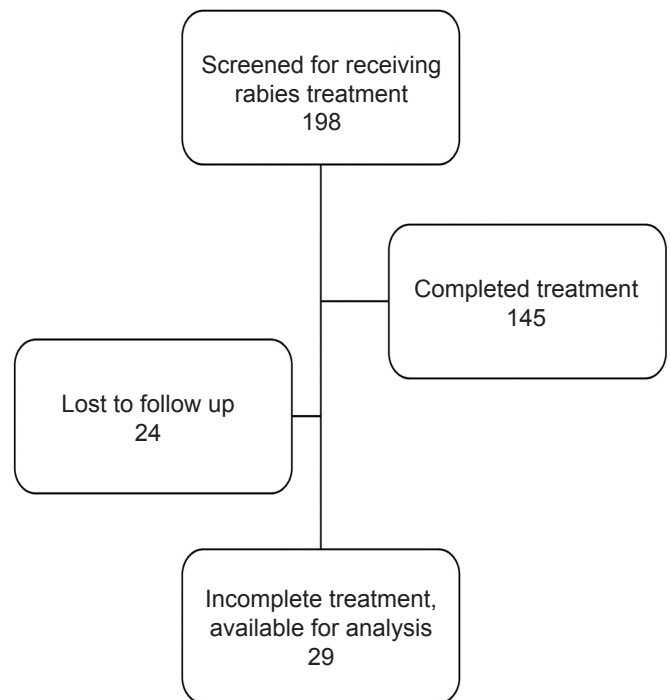 Screened for receiving
rabies treatment
198
Completed treatment
145
Lost to follow up
24
Incomplete treatment,
available for analysis
29